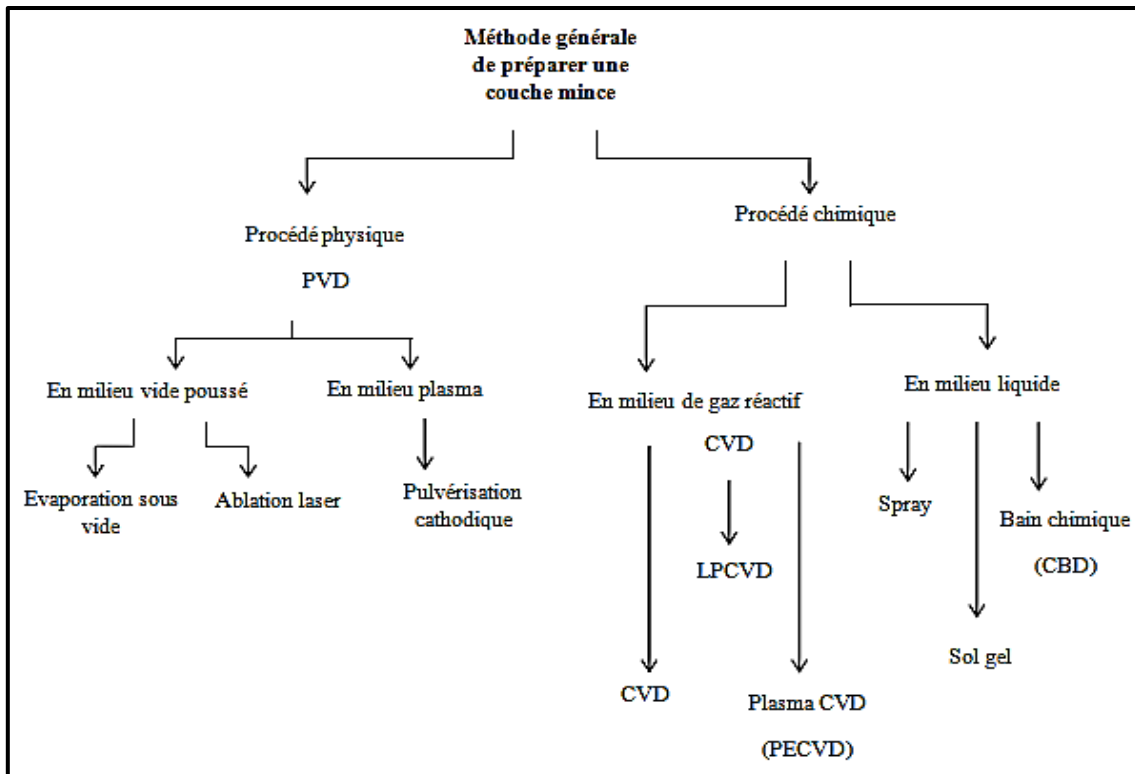 Méthode générale
de préparer une
couche mince
Procédé physique
PVD
Procédé chimique
En milieu vide poussé
En milieu plasma
En milieu de gaz réactif
CVD
En milieu liquide
Evaporation sous
vide
Ablation laser
Pulvérisation
cathodique
LPCVD
CVD
Plasma CVD
(PECVD)
Spray
Bain chimique
(CBD)
Sol gel